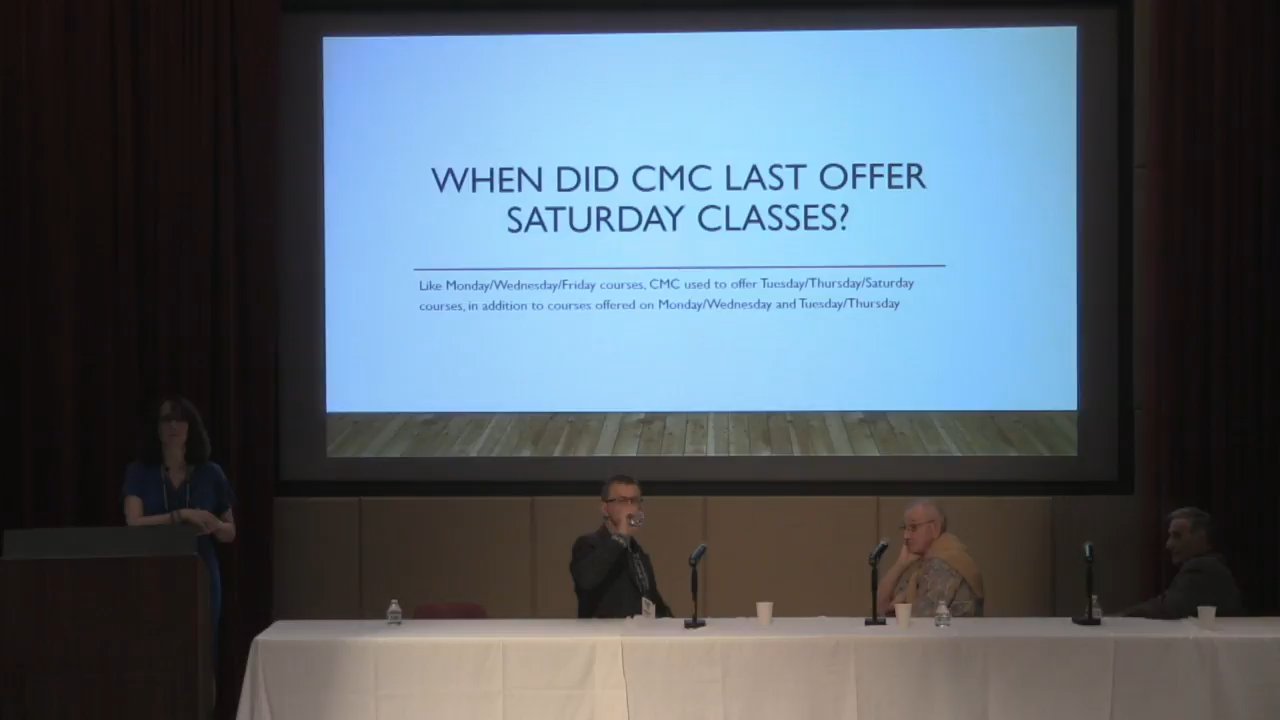 WHEN DID CMC LAST OFFER
SATURDAY CLASSES?
Like Monday/Wednesday/Friday courses, CMC used to offer Tuesday/Thursday/Saturday
courses, in addition to courses offered on Monday/Wednesday and Tuesday/Thursday